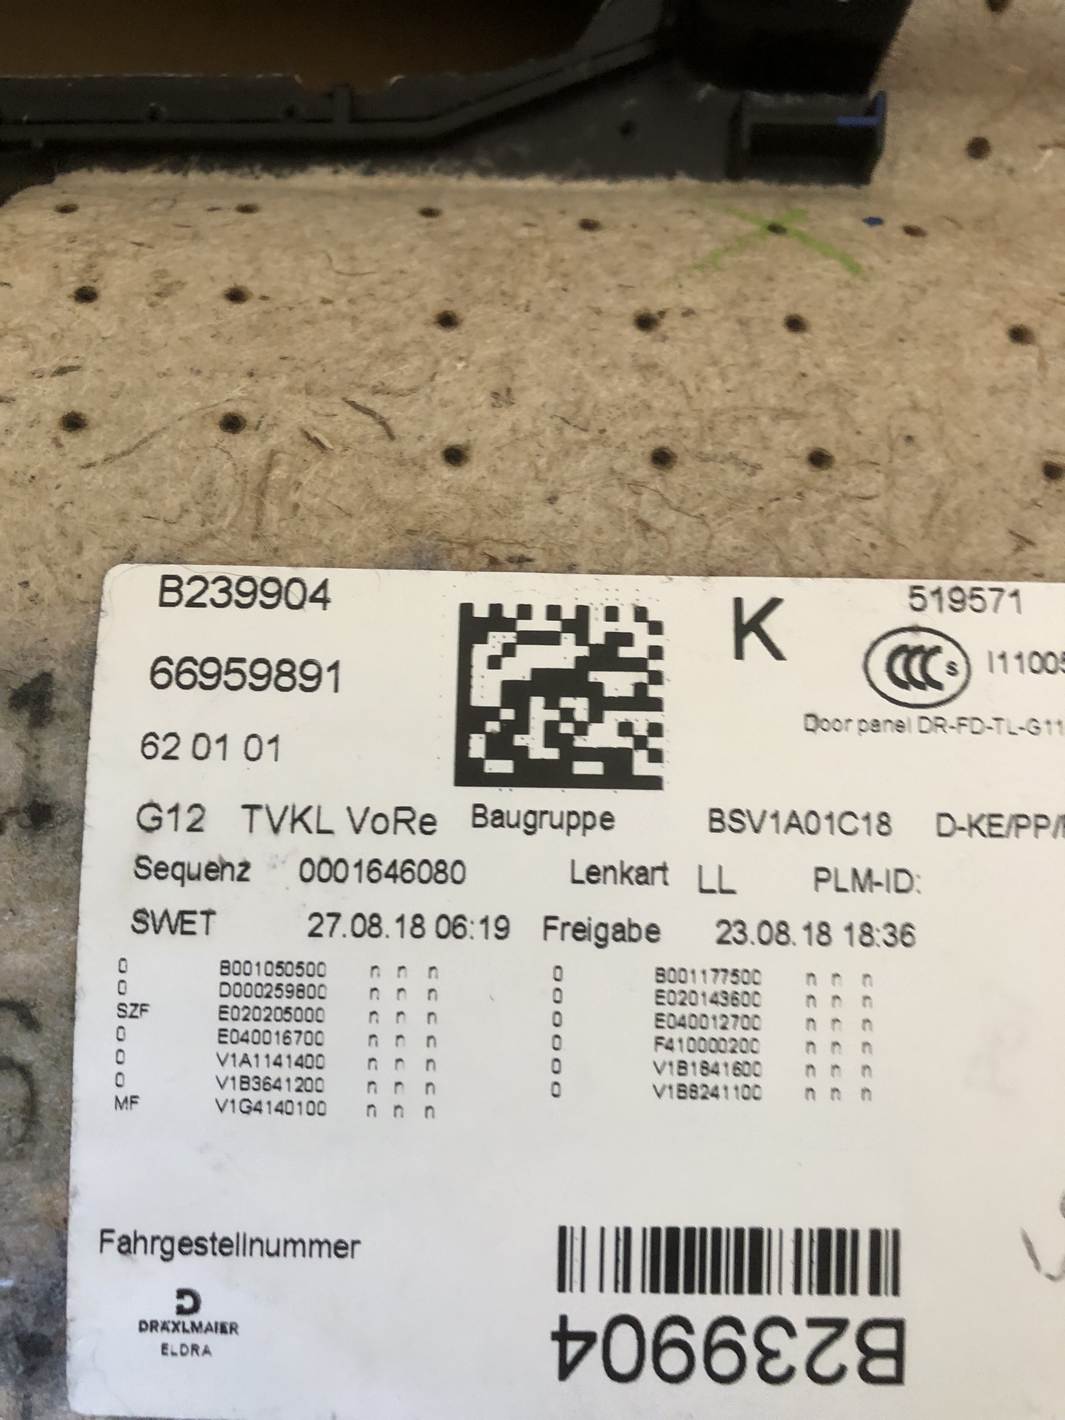 B239904
K
519571
66959891
CCC S I11005
Door panel DR-FD-TL-G11
62 01 01
G12 TVKL VoRe Baugruppe BSV1A01C18 D-KE/PP/
Sequenz 0001646080 Lenkart LL PLM-ID:
SWET 27.08.18 06:19 Freigabe 23.08.18 18:36
0 B001050500 n n n 0 B001177500 n n n
0 D000259800 n n n 0 E020143600 n n n
SZF E020205000 n n n 0 E040012700 n n n
0 E040016700 n n n 0 F410000200 n n n
0 V1A1141400 n n n 0 V1B1841600 n n n
0 V1B3641200 n n n 0 V1B8241100 n n n
MF V1G4140100 n n n
Fahrgestellnummer
DRÄXLMAIER
ELDRA
B239904